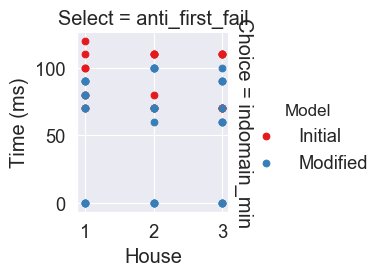 Select = anti_first_fail
Choice = indomain_min
Time (ms)
100
50
0
1 2 3
House
Model
Initial
Modified